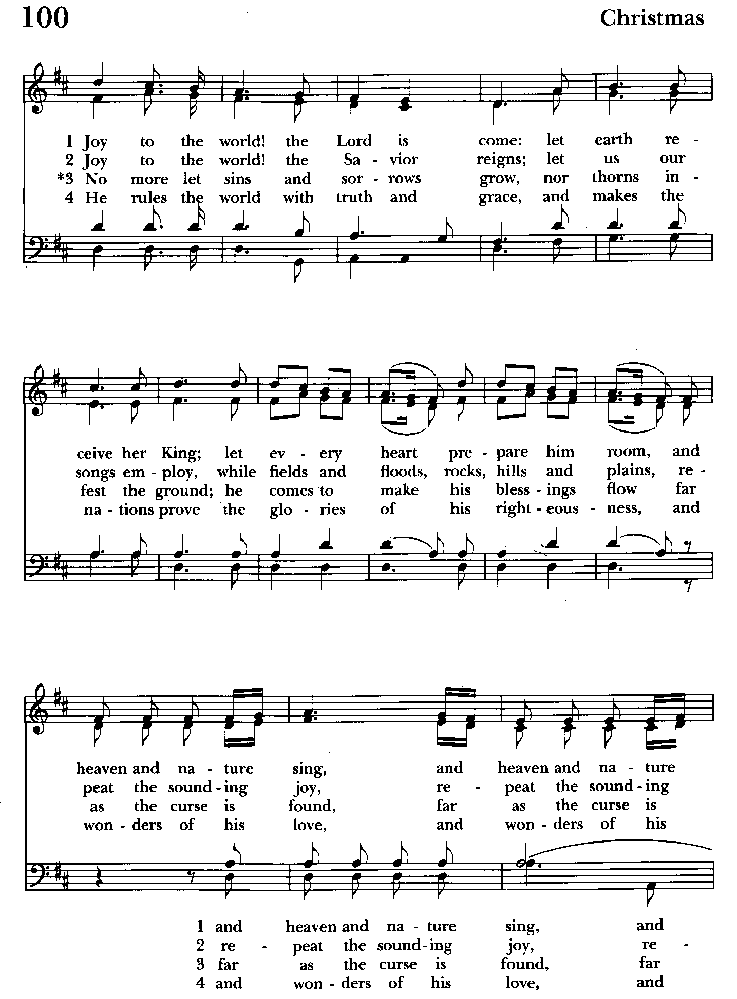 100 Christmas
1 Joy to the world! the Lord is come: let earth re -
2 Joy to the world! the Sa - vior reigns; let us our
*3 No more let sins and sor - rows grow, nor thorns in -
4 He rules the world with truth and grace, and makes the
ceive her King; let ev - ery heart pre - pare him room, and
songs em - ploy, while fields and floods, rocks, hills and plains, re -
fest the ground; he comes to make his bless - ings flow far
na - tions prove the glo - ries of his right - eous - ness, and
heaven and na - ture sing, and heaven and na - ture
peat the sound - ing joy, re - peat the sound - ing
as the curse is found, far as the curse is
won - ders of his love, and won - ders of his
1 and heaven and na - ture sing, and
2 re - peat the sound - ing joy, re -
3 far as the curse is found, far
4 and won - ders of his love, and